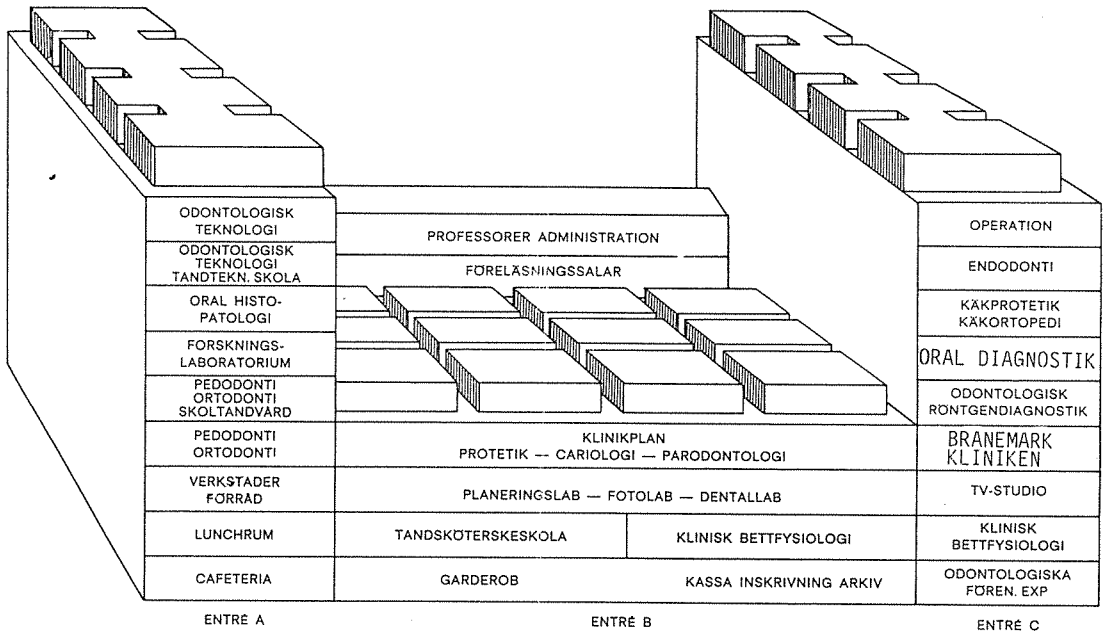 ODONTOLOGISK
TEKNOLOGI
ODONTOLOGISK
TEKNOLOGI
TANDTEKN. SKOLA
ORAL HISTO-
PATOLOGI
FORSKNINGS-
LABORATORIUM
PEDODONTI
ORTODONTI
SKOLTANDVÅRD
PEDODONTI
ORTODONTI
VERKSTADER
FÖRRÅD
LUNCHRUM
CAFETERIA
ENTRÉ A
PROFESSORER ADMINISTRATION
FÖRELÄSNINGSSALAR
KLINIKPLAN
PROTETIK — CARIOLOGI — PARODONTOLOGI
PLANERINGSLAB — FOTOLAB — DENTALLAB
TANDSKÖTERSKESKOLA
KLINISK BETTFYSIOLOGI
GARDEROB
KASSA INSKRIVNING ARKIV
ENTRÉ B
OPERATION
ENDODONTI
KÄKPROTETIK
KÄKORTOPEDI
ORAL DIAGNOSTIK
ODONTOLOGISK
RÖNTGENDIAGNOSTIK
BRANEMARK
KLINIKEN
TV-STUDIO
KLINISK
BETTFYSIOLOGI
ODONTOLOGISKA
FÖREN. EXP
ENTRÉ C